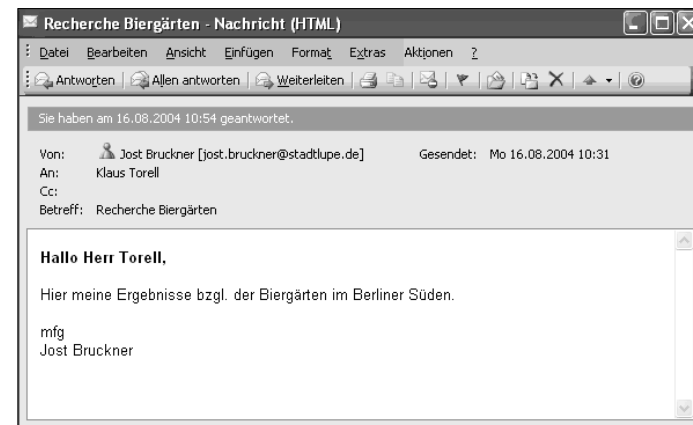 Recherche Biergärten - Nachricht (HTML)
Datei Bearbeiten Ansicht Einfügen Format Extras Aktionen ?
Antworten Allen antworten Weiterleiten
Sie haben am 16.08.2004 10:54 geantwortet.
Von: Jost Bruckner [jost.bruckner@stadtlupe.de] Gesendet: Mo 16.08.2004 10:31
An: Klaus Torell
Cc:
Betreff: Recherche Biergärten
Hallo Herr Torell,
Hier meine Ergebnisse bzgl. der Biergärten im Berliner Süden.
mfg
Jost Bruckner